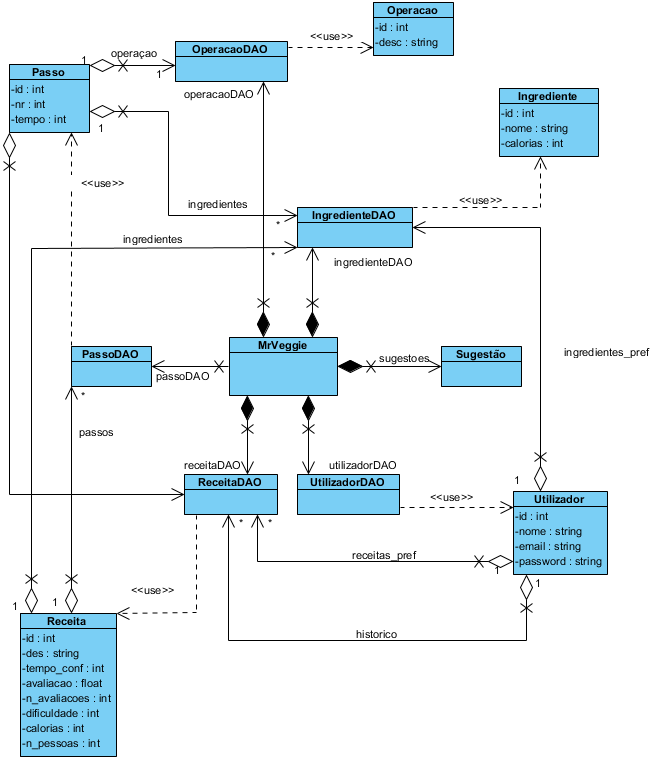 Operacao
-id : int
-desc : string
<<use>>
OperacaoDAO
operaçao
1
1
operacaoDAO
Passo
-id : int
-nr : int
-tempo : int
1
<<use>>
Ingrediente
-id : int
-nome : string
-calorias : int
<<use>>
ingredientes
*
IngredienteDAO
ingredientes
*
ingredienteDAO
MrVeggie
PassoDAO
passoDAO
*
passos
sugestoes
Sugestão
ingredientes_pref
1
receitaDAO
ReceitaDAO
*
*
utilizadorDAO
UtilizadorDAO
<<use>>
Utilizador
-id : int
-nome : string
-email : string
-password : string
receitas_pref
1
1
historico
<<use>>
1
1
Receita
-id : int
-des : string
-tempo_conf : int
-avaliacao : float
-n_avaliacoes : int
-dificuldade : int
-calorias : int
-n_pessoas : int